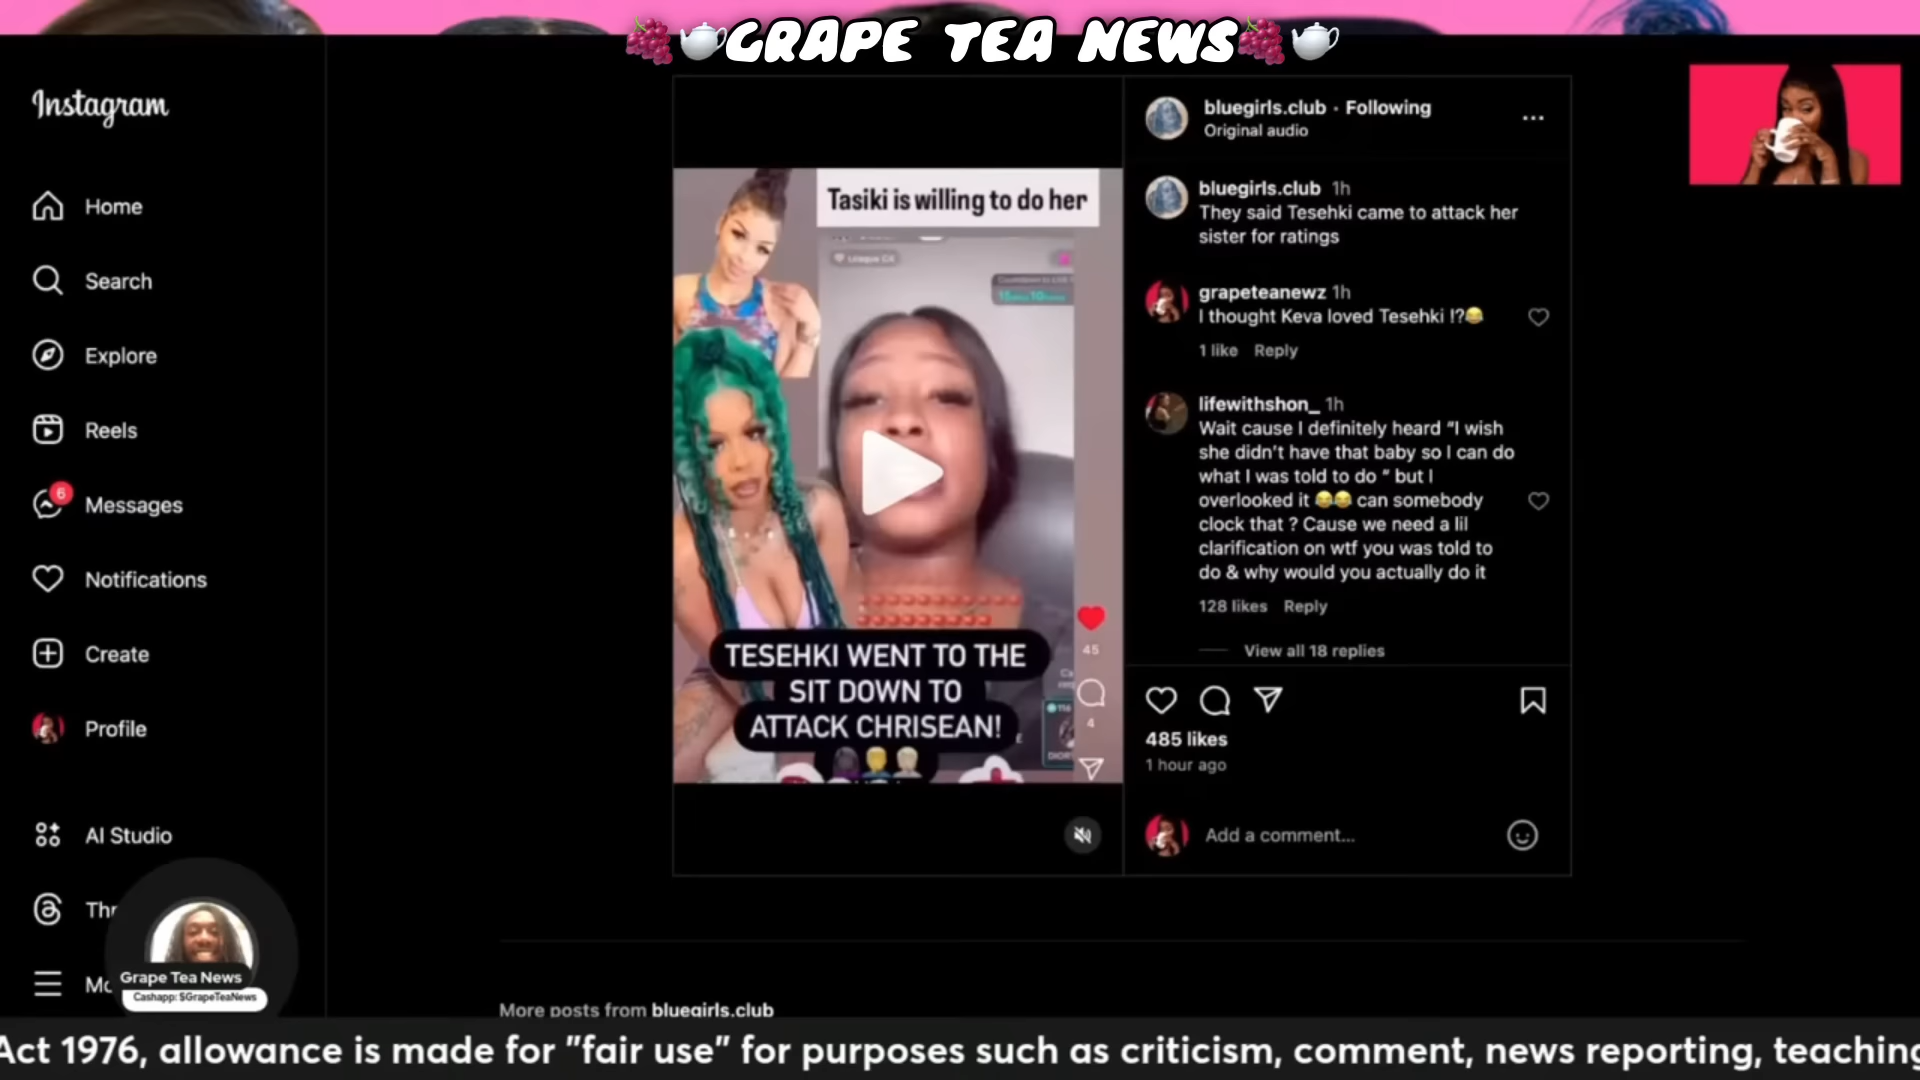 GRAPE TEA NEWS
Instagram
Home
Search
Explore
Reels
6
Messages
Notifications
Create
Profile
AI Studio
Grape Tea News
Cashapp: $GrapeTeaNews
Tasiki is willing to do her
TESEHKI WENT TO THE
SIT DOWN TO
ATTACK CHRISEAN!
45
4
bluegirls.club · Following
Original audio
bluegirls.club 1h
They said Tesehki came to attack her
sister for ratings
grapeteanewz 1h
I thought Keva loved Tesehki !?😂
1 like Reply
lifewithshon_ 1h
Wait cause I definitely heard “I wish
she didn't have that baby so I can do
what I was told to do “ but I
overlooked it 😂😂 can somebody
clock that ? Cause we need a lil
clarification on wtf you was told to
do & why would you actually do it
128 likes Reply
View all 18 replies
485 likes
1 hour ago
Add a comment...
More posts from bluegirls.club
Act 1976, allowance is made for "fair use" for purposes such as criticism, comment, news reporting, teaching